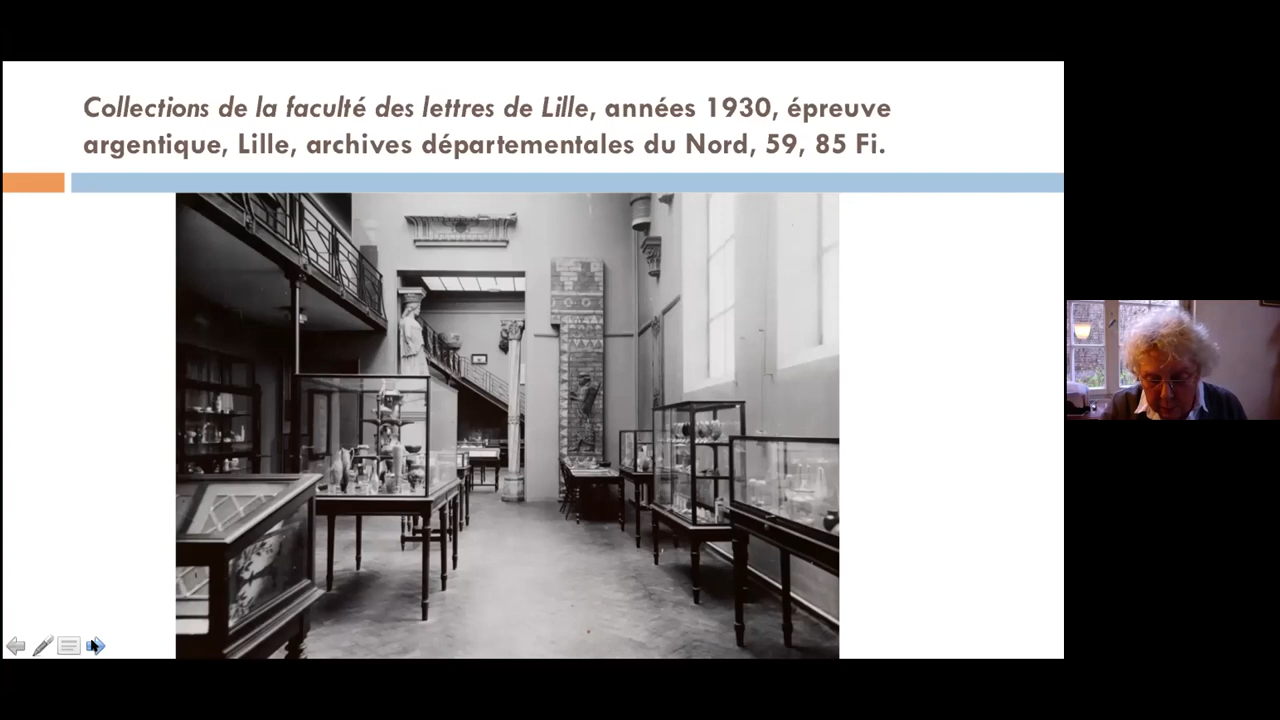 Collections de la faculté des lettres de Lille, années 1930, épreuve
argentique, Lille, archives départementales du Nord, 59, 85 Fi.